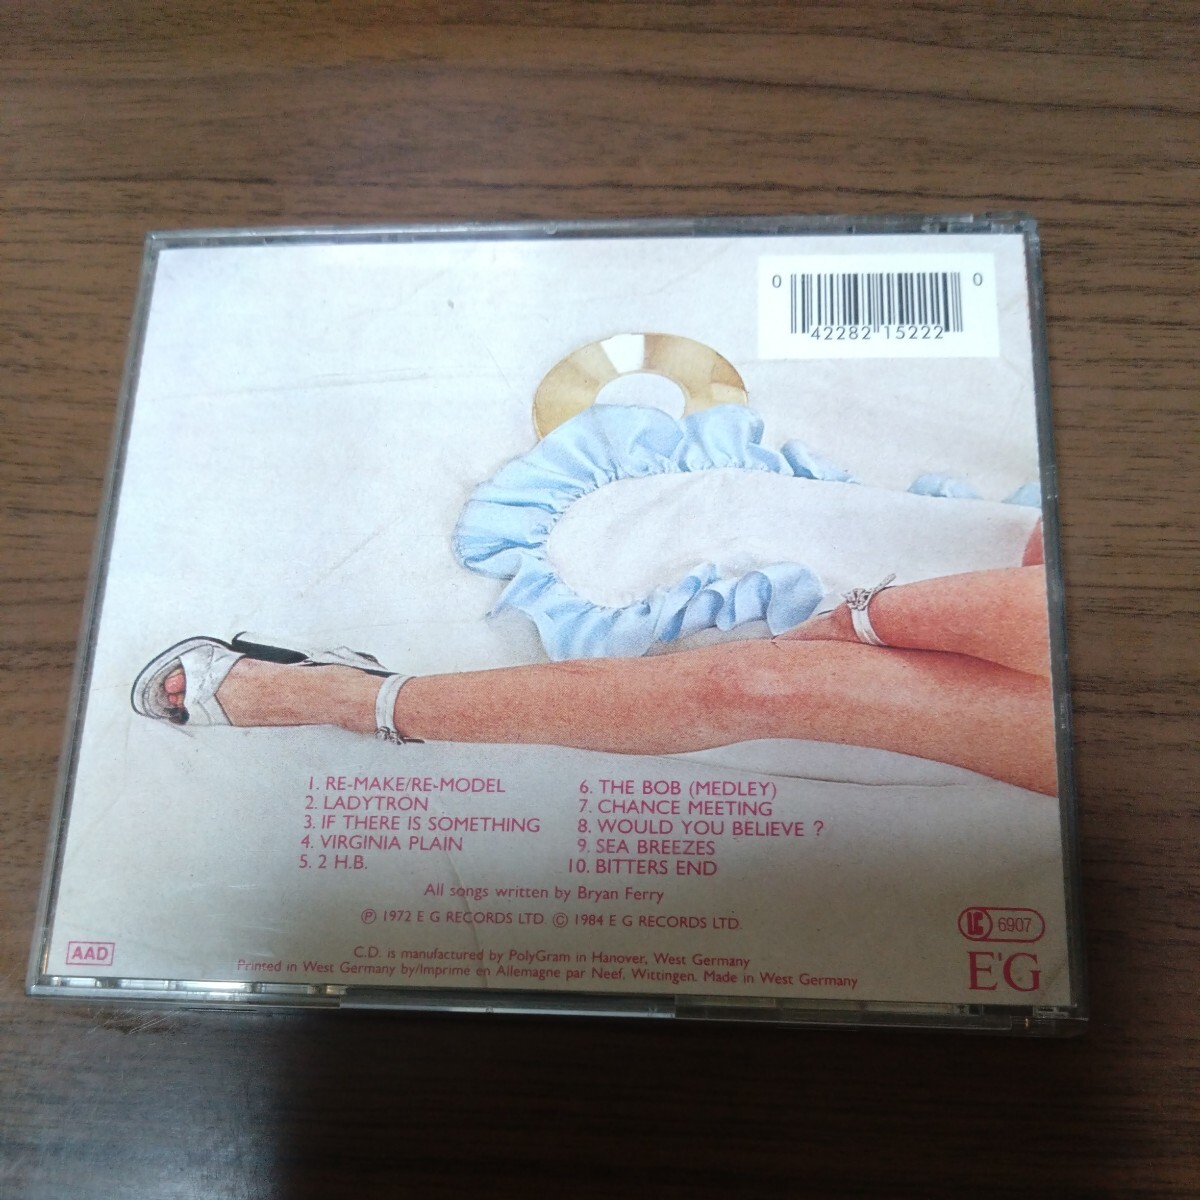 0 0
42282 15222
1. RE-MAKE/RE-MODEL
2. LADYTRON
3. IF THERE IS SOMETHING
4. VIRGINIA PLAIN
5. 2 H.B.
6. THE BOB (MEDLEY)
7. CHANCE MEETING
8. WOULD YOU BELIEVE ?
9. SEA BREEZES
10. BITTERS END
All songs written by Bryan Ferry
Ⓟ 1972 E G RECORDS LTD © 1984 E G RECORDS LTD.
C.D. is manufactured by PolyGram in Hanover, West Germany
Printed in West Germany by/Imprime en Allemagne par Neef, Wittingen. Made in West Germany
AAD
LC 6907
E'G